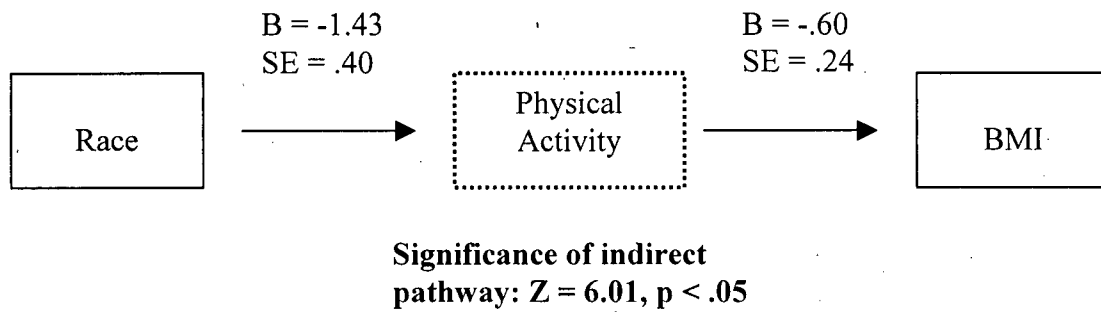 B = -1.43
SE = .40
B = -.60
SE = .24
Race
Physical
Activity
BMI
Significance of indirect
pathway: Z = 6.01, p < .05